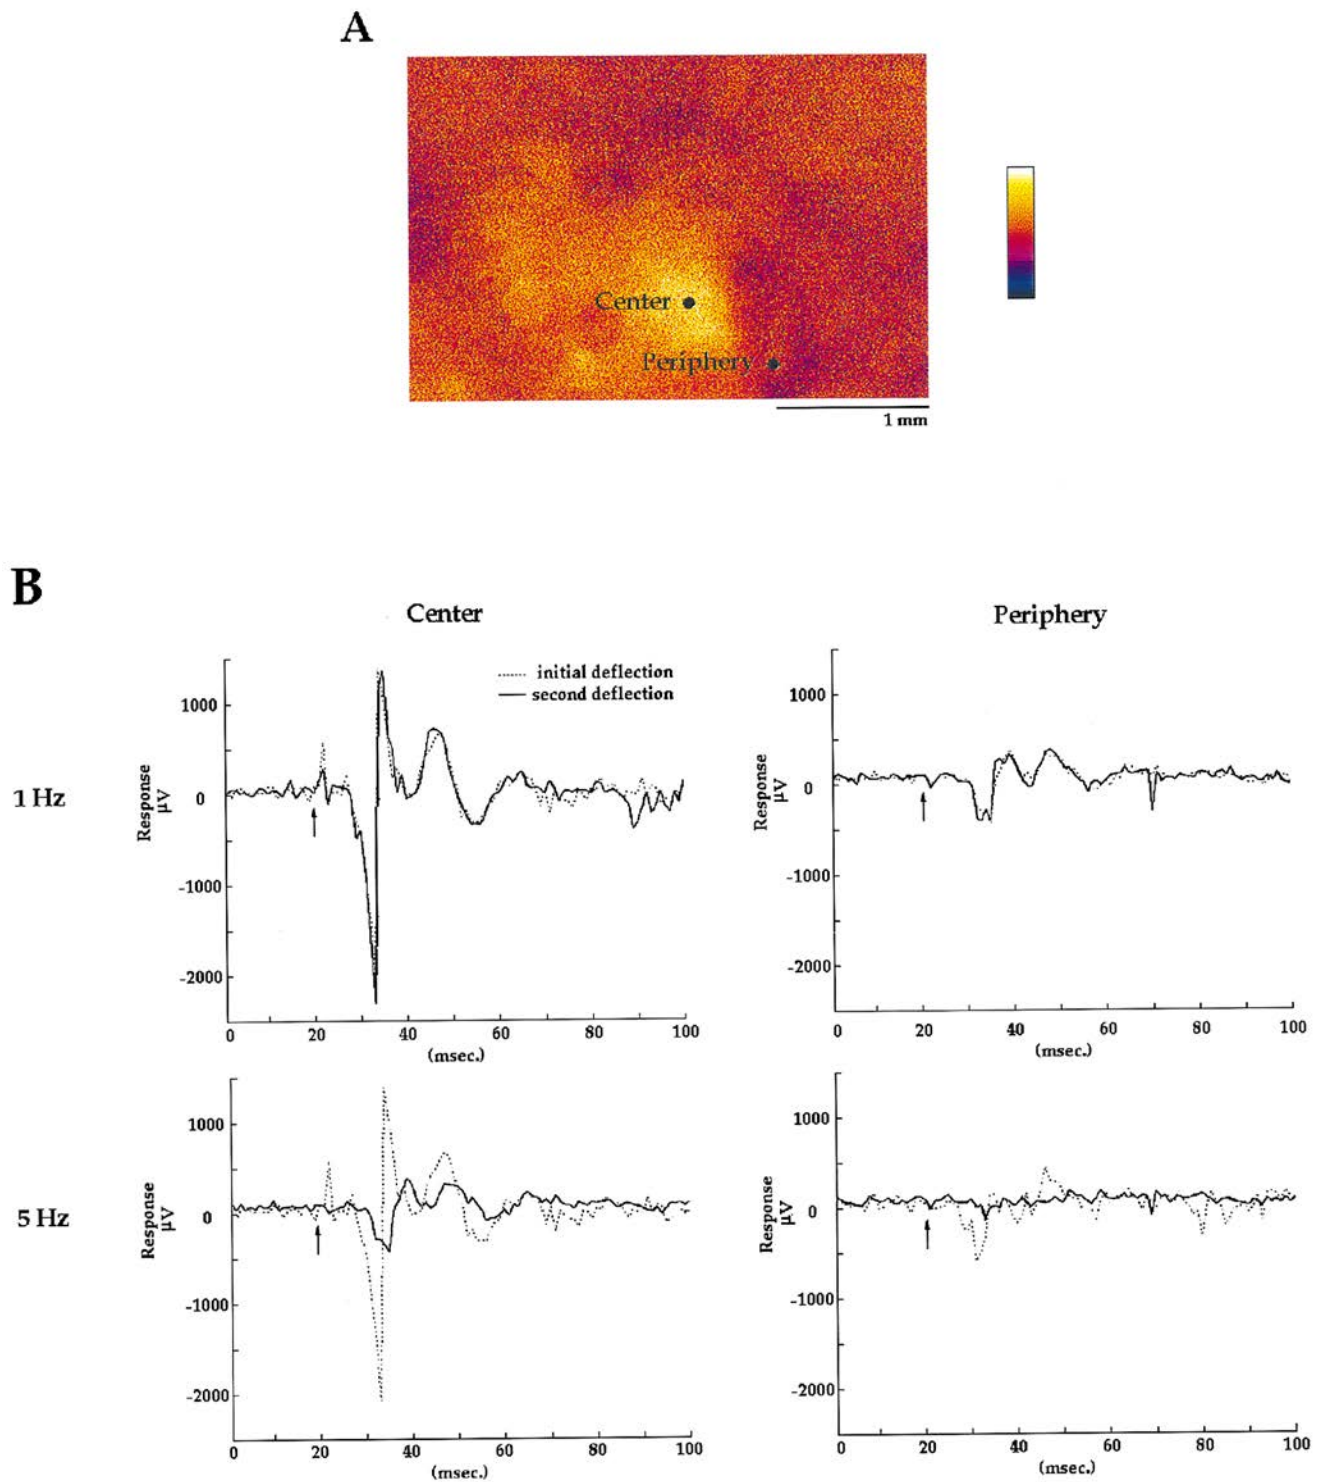 A
Center
Periphery
1 mm
B
Center
Periphery
initial deflection
second deflection
1 Hz
Response
µV
1000
0
-1000
-2000
0 20 40 60 80 100
(msec.)
Response
µV
1000
0
-1000
-2000
0 20 40 60 80 100
(msec.)
5 Hz
Response
µV
1000
0
-1000
-2000
0 20 40 60 80 100
(msec.)
Response
µV
1000
0
-1000
-2000
0 20 40 60 80 100
(msec.)